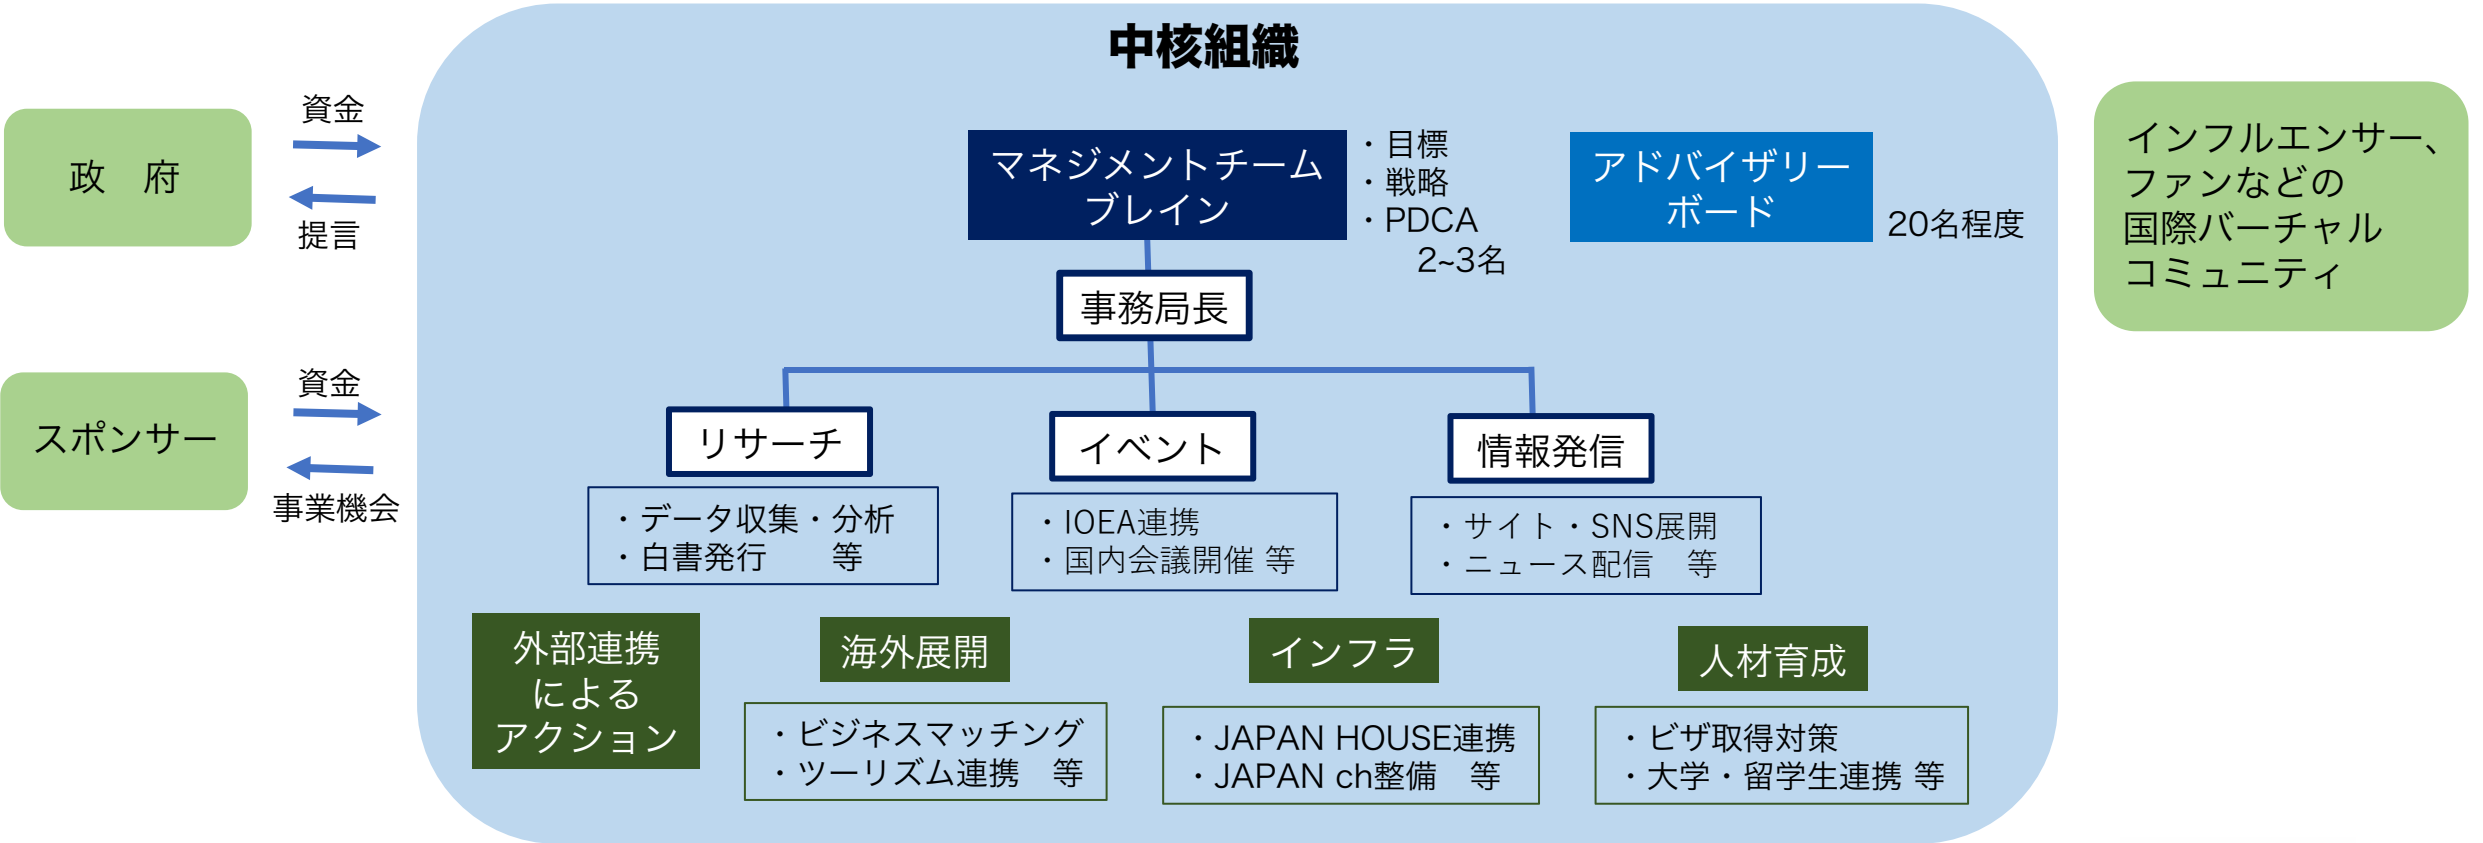 中核組織
資金
政　府
提言
スポンサー
資金
事業機会
マネジメントチーム
ブレイン
・目標
・戦略
・PDCA
2~3名
アドバイザリー
ボード
20名程度
インフルエンサー、
ファンなどの
国際バーチャル
コミュニティ
事務局長
リサーチ
・データ収集・分析
・白書発行　　等
イベント
・IOEA連携
・国内会議開催 等
情報発信
・サイト・SNS展開
・ニュース配信　等
外部連携
による
アクション
海外展開
・ビジネスマッチング
・ツーリズム連携　等
インフラ
・JAPAN HOUSE連携
・JAPAN ch整備　等
人材育成
・ビザ取得対策
・大学・留学生連携 等